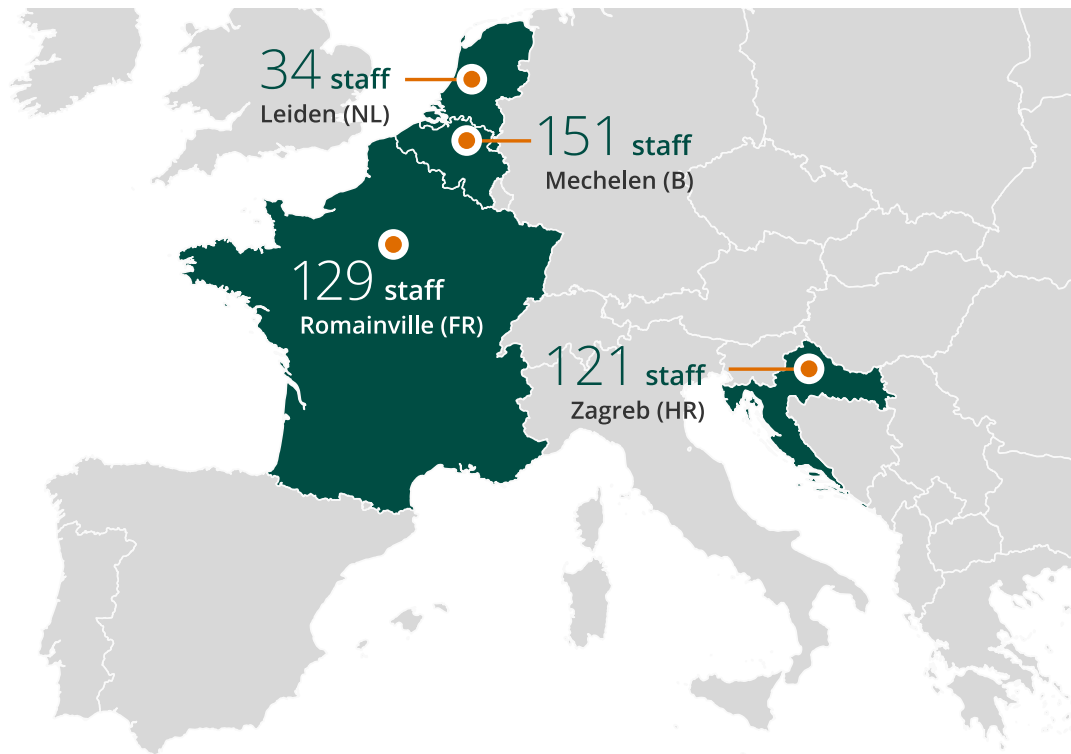 34 staff
Leiden (NL)
151 staff
Mechelen (B)
129 staff
Romainville (FR)
121 staff
Zagreb (HR)